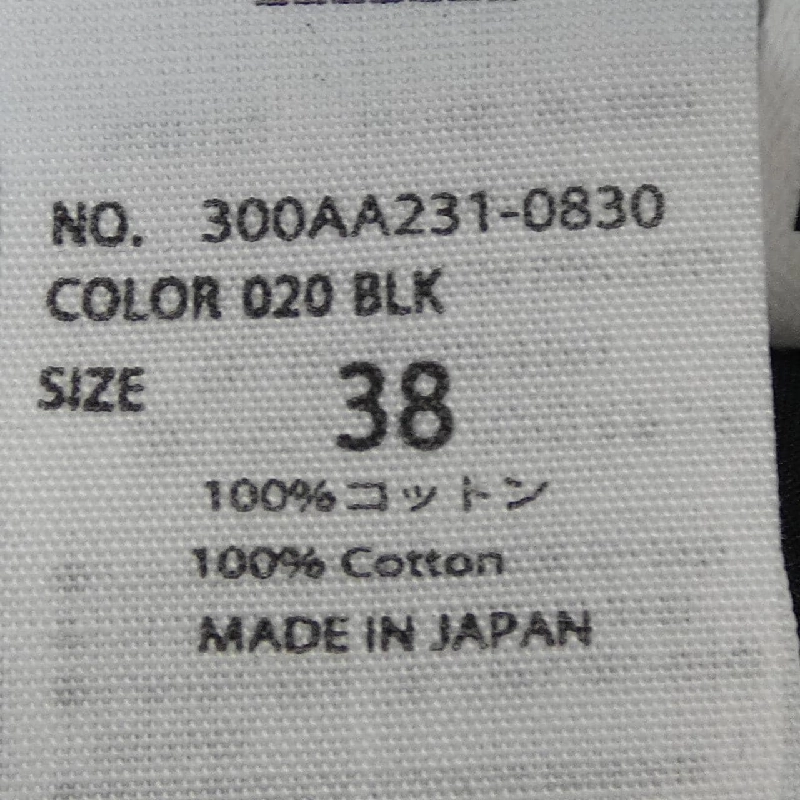 NO. 300AA231-0830
COLOR 020 BLK
SIZE 38
100%コットン
100% Cotton
MADE IN JAPAN